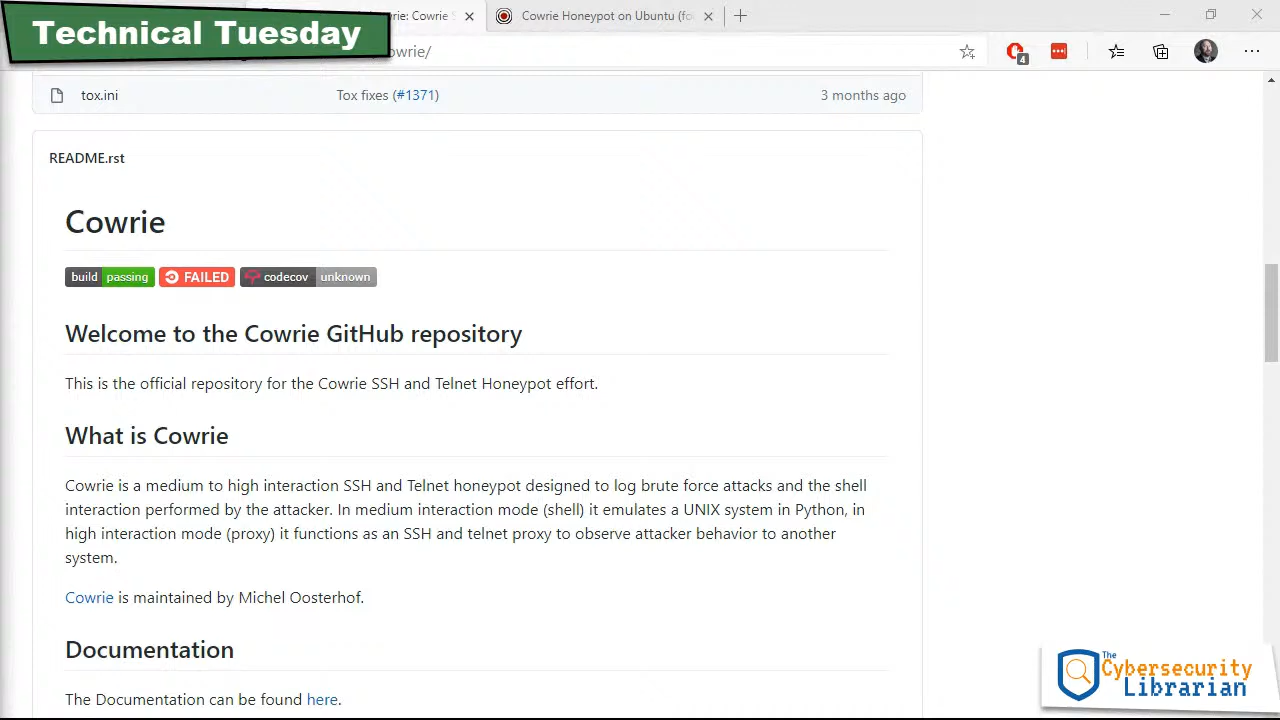 Technical Tuesday
rie: Cowrie S
Cowrie Honeypot on Ubuntu (fo
owrie/
4
tox.ini Tox fixes (#1371) 3 months ago
README.rst
Cowrie
build passing FAILED codecov unknown
Welcome to the Cowrie GitHub repository
This is the official repository for the Cowrie SSH and Telnet Honeypot effort.
What is Cowrie
Cowrie is a medium to high interaction SSH and Telnet honeypot designed to log brute force attacks and the shell
interaction performed by the attacker. In medium interaction mode (shell) it emulates a UNIX system in Python, in
high interaction mode (proxy) it functions as an SSH and telnet proxy to observe attacker behavior to another
system.
Cowrie is maintained by Michel Oosterhof.
Documentation
The Documentation can be found here.
The
Cybersecurity
Librarian